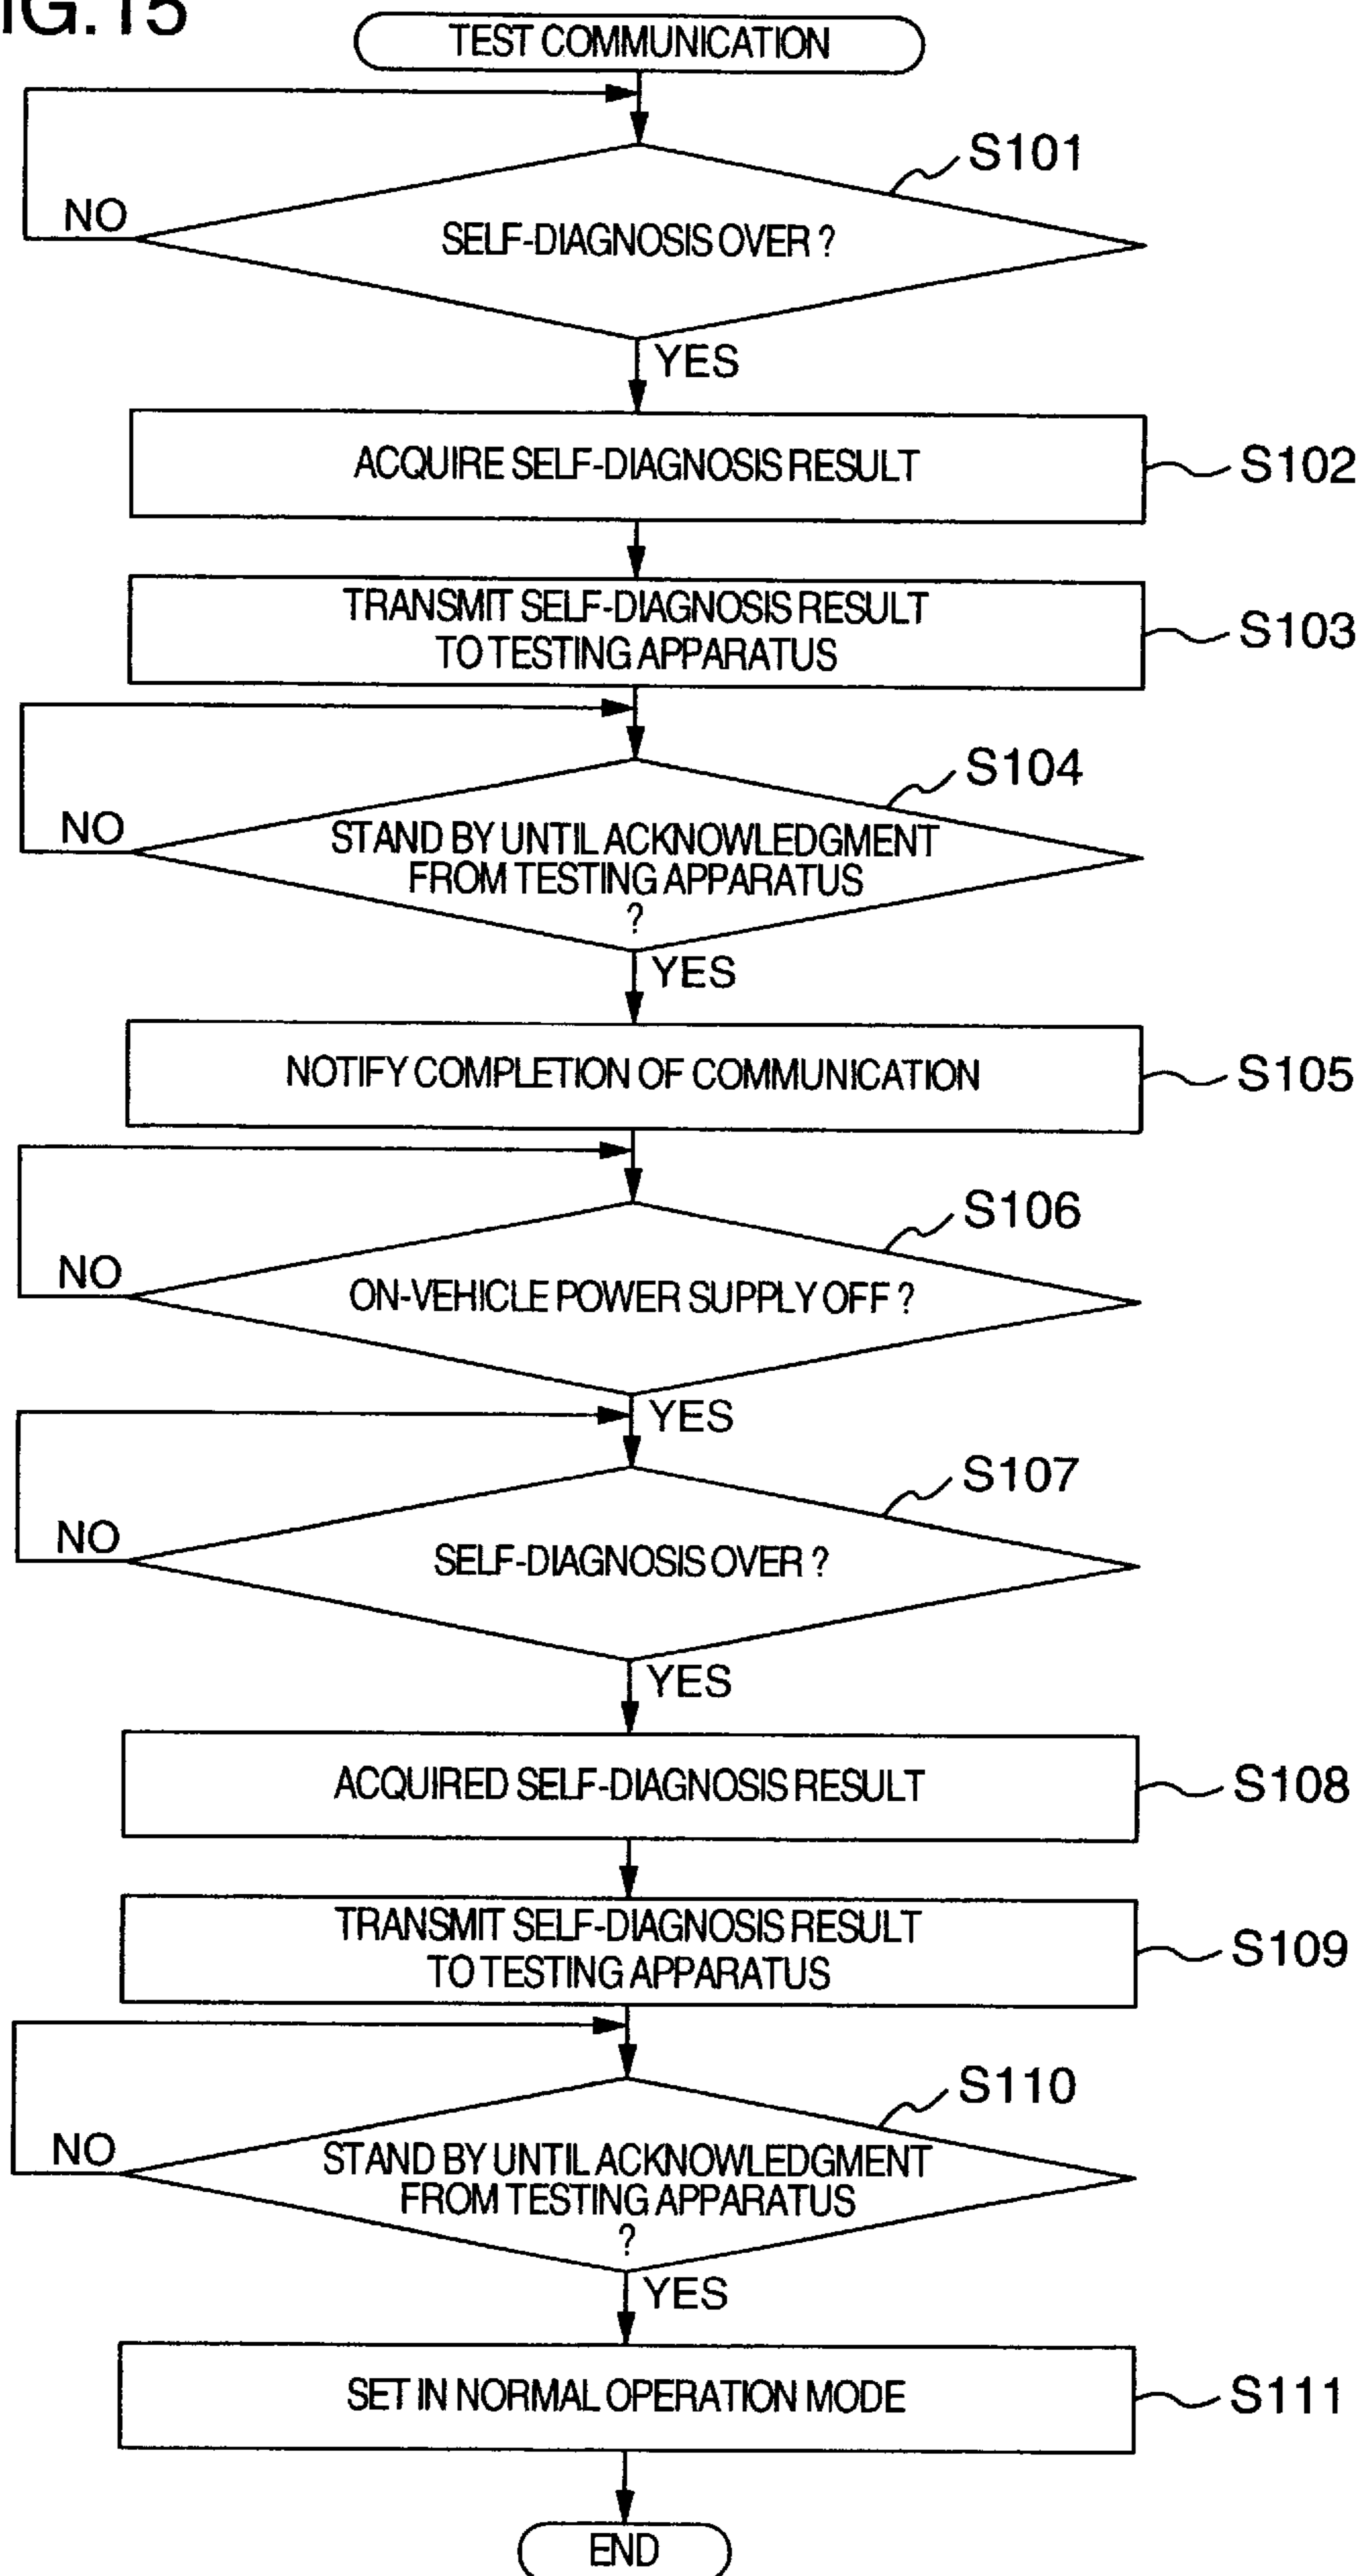 IG.15
TEST COMMUNICATION
S101
NO
SELF-DIAGNOSIS OVER ?
YES
ACQUIRE SELF-DIAGNOSIS RESULT
S102
TRANSMIT SELF-DIAGNOSIS RESULT
TO TESTING APPARATUS
S103
S104
NO
STAND BY UNTIL ACKNOWLEDGMENT
FROM TESTING APPARATUS
?
YES
NOTIFY COMPLETION OF COMMUNICATION
S105
S106
NO
ON-VEHICLE POWER SUPPLY OFF ?
YES
S107
NO
SELF-DIAGNOSIS OVER ?
YES
ACQUIRED SELF-DIAGNOSIS RESULT
S108
TRANSMIT SELF-DIAGNOSIS RESULT
TO TESTING APPARATUS
S109
S110
NO
STAND BY UNTIL ACKNOWLEDGMENT
FROM TESTING APPARATUS
?
YES
SET IN NORMAL OPERATION MODE
S111
END